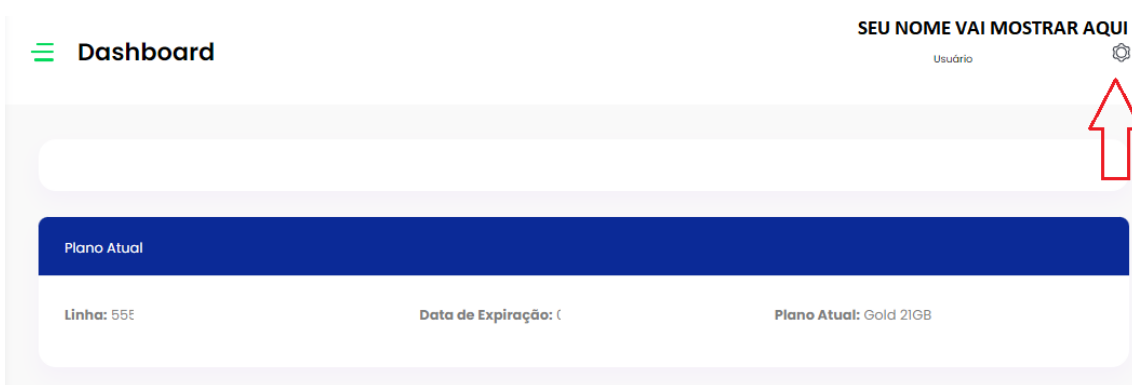 SEU NOME VAI MOSTRAR AQUI
Dashboard
Usuário
Plano Atual
Linha: 555
Data de Expiração:
Plano Atual: Gold 21GB